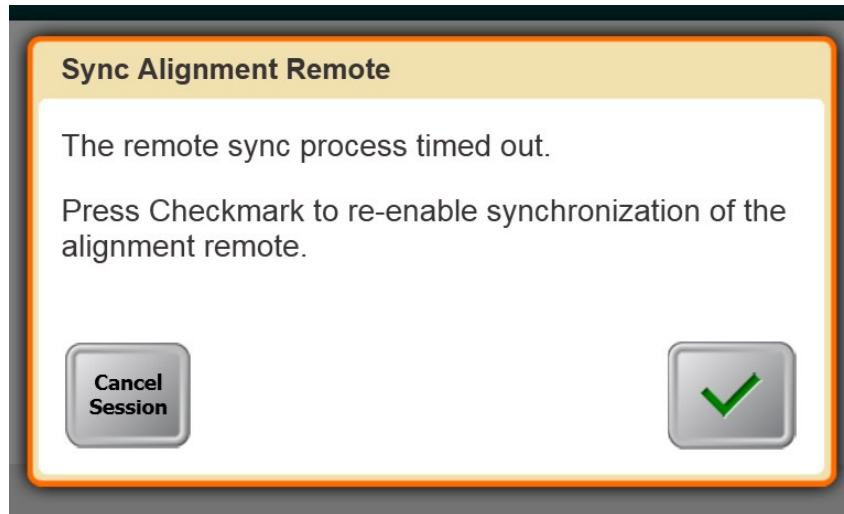 Sync Alignment Remote
The remote sync process timed out.
Press Checkmark to re-enable synchronization of the
alignment remote.
Cancel
Session